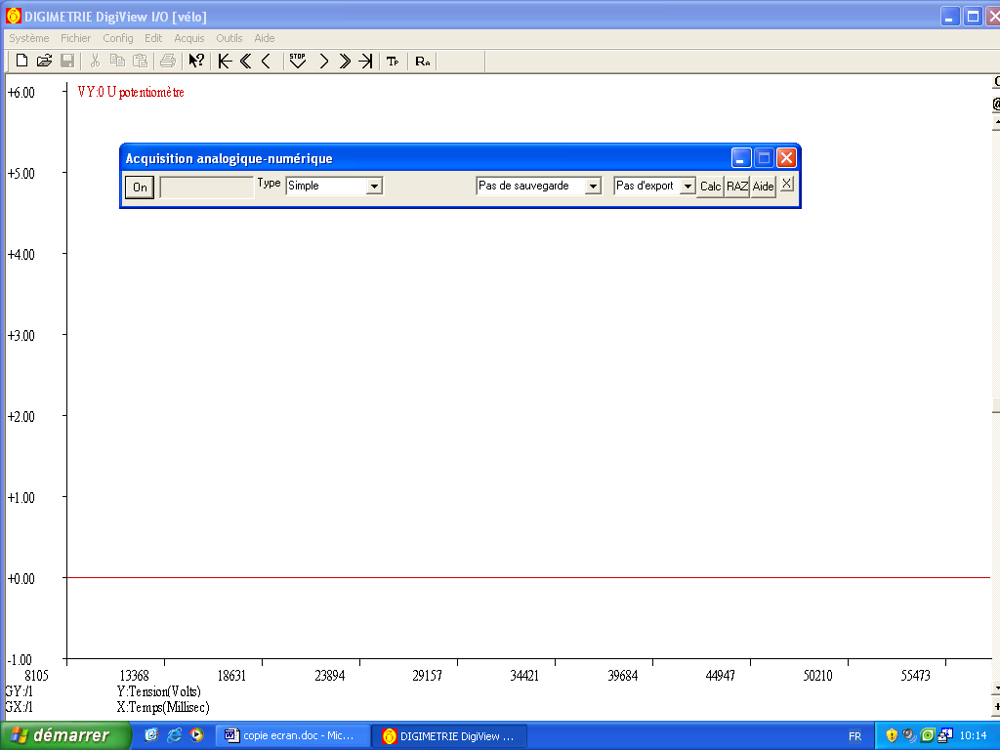 DIGIMETRIE DigiView I/O [vélo]
Système Fichier Config Edit Acquis Outils Aide
STOP TP RA
+6.00 VY:0 U potentiomètre
Acquisition analogique-numérique
+5.00
On Type Simple Pas de sauvegarde Pas d'export Calc RAZ Aide X
+4.00
+3.00
+2.00
+1.00
+0.00
-1.00
8105 13368 18631 23894 29157 34421 39684 44947 50210 55473
GY:/1 Y:Tension(Volts)
GX:/1 X:Temps(Millisec)
démarrer copie ecran.doc - Mic... DIGIMETRIE DigiView ... FR 10:14